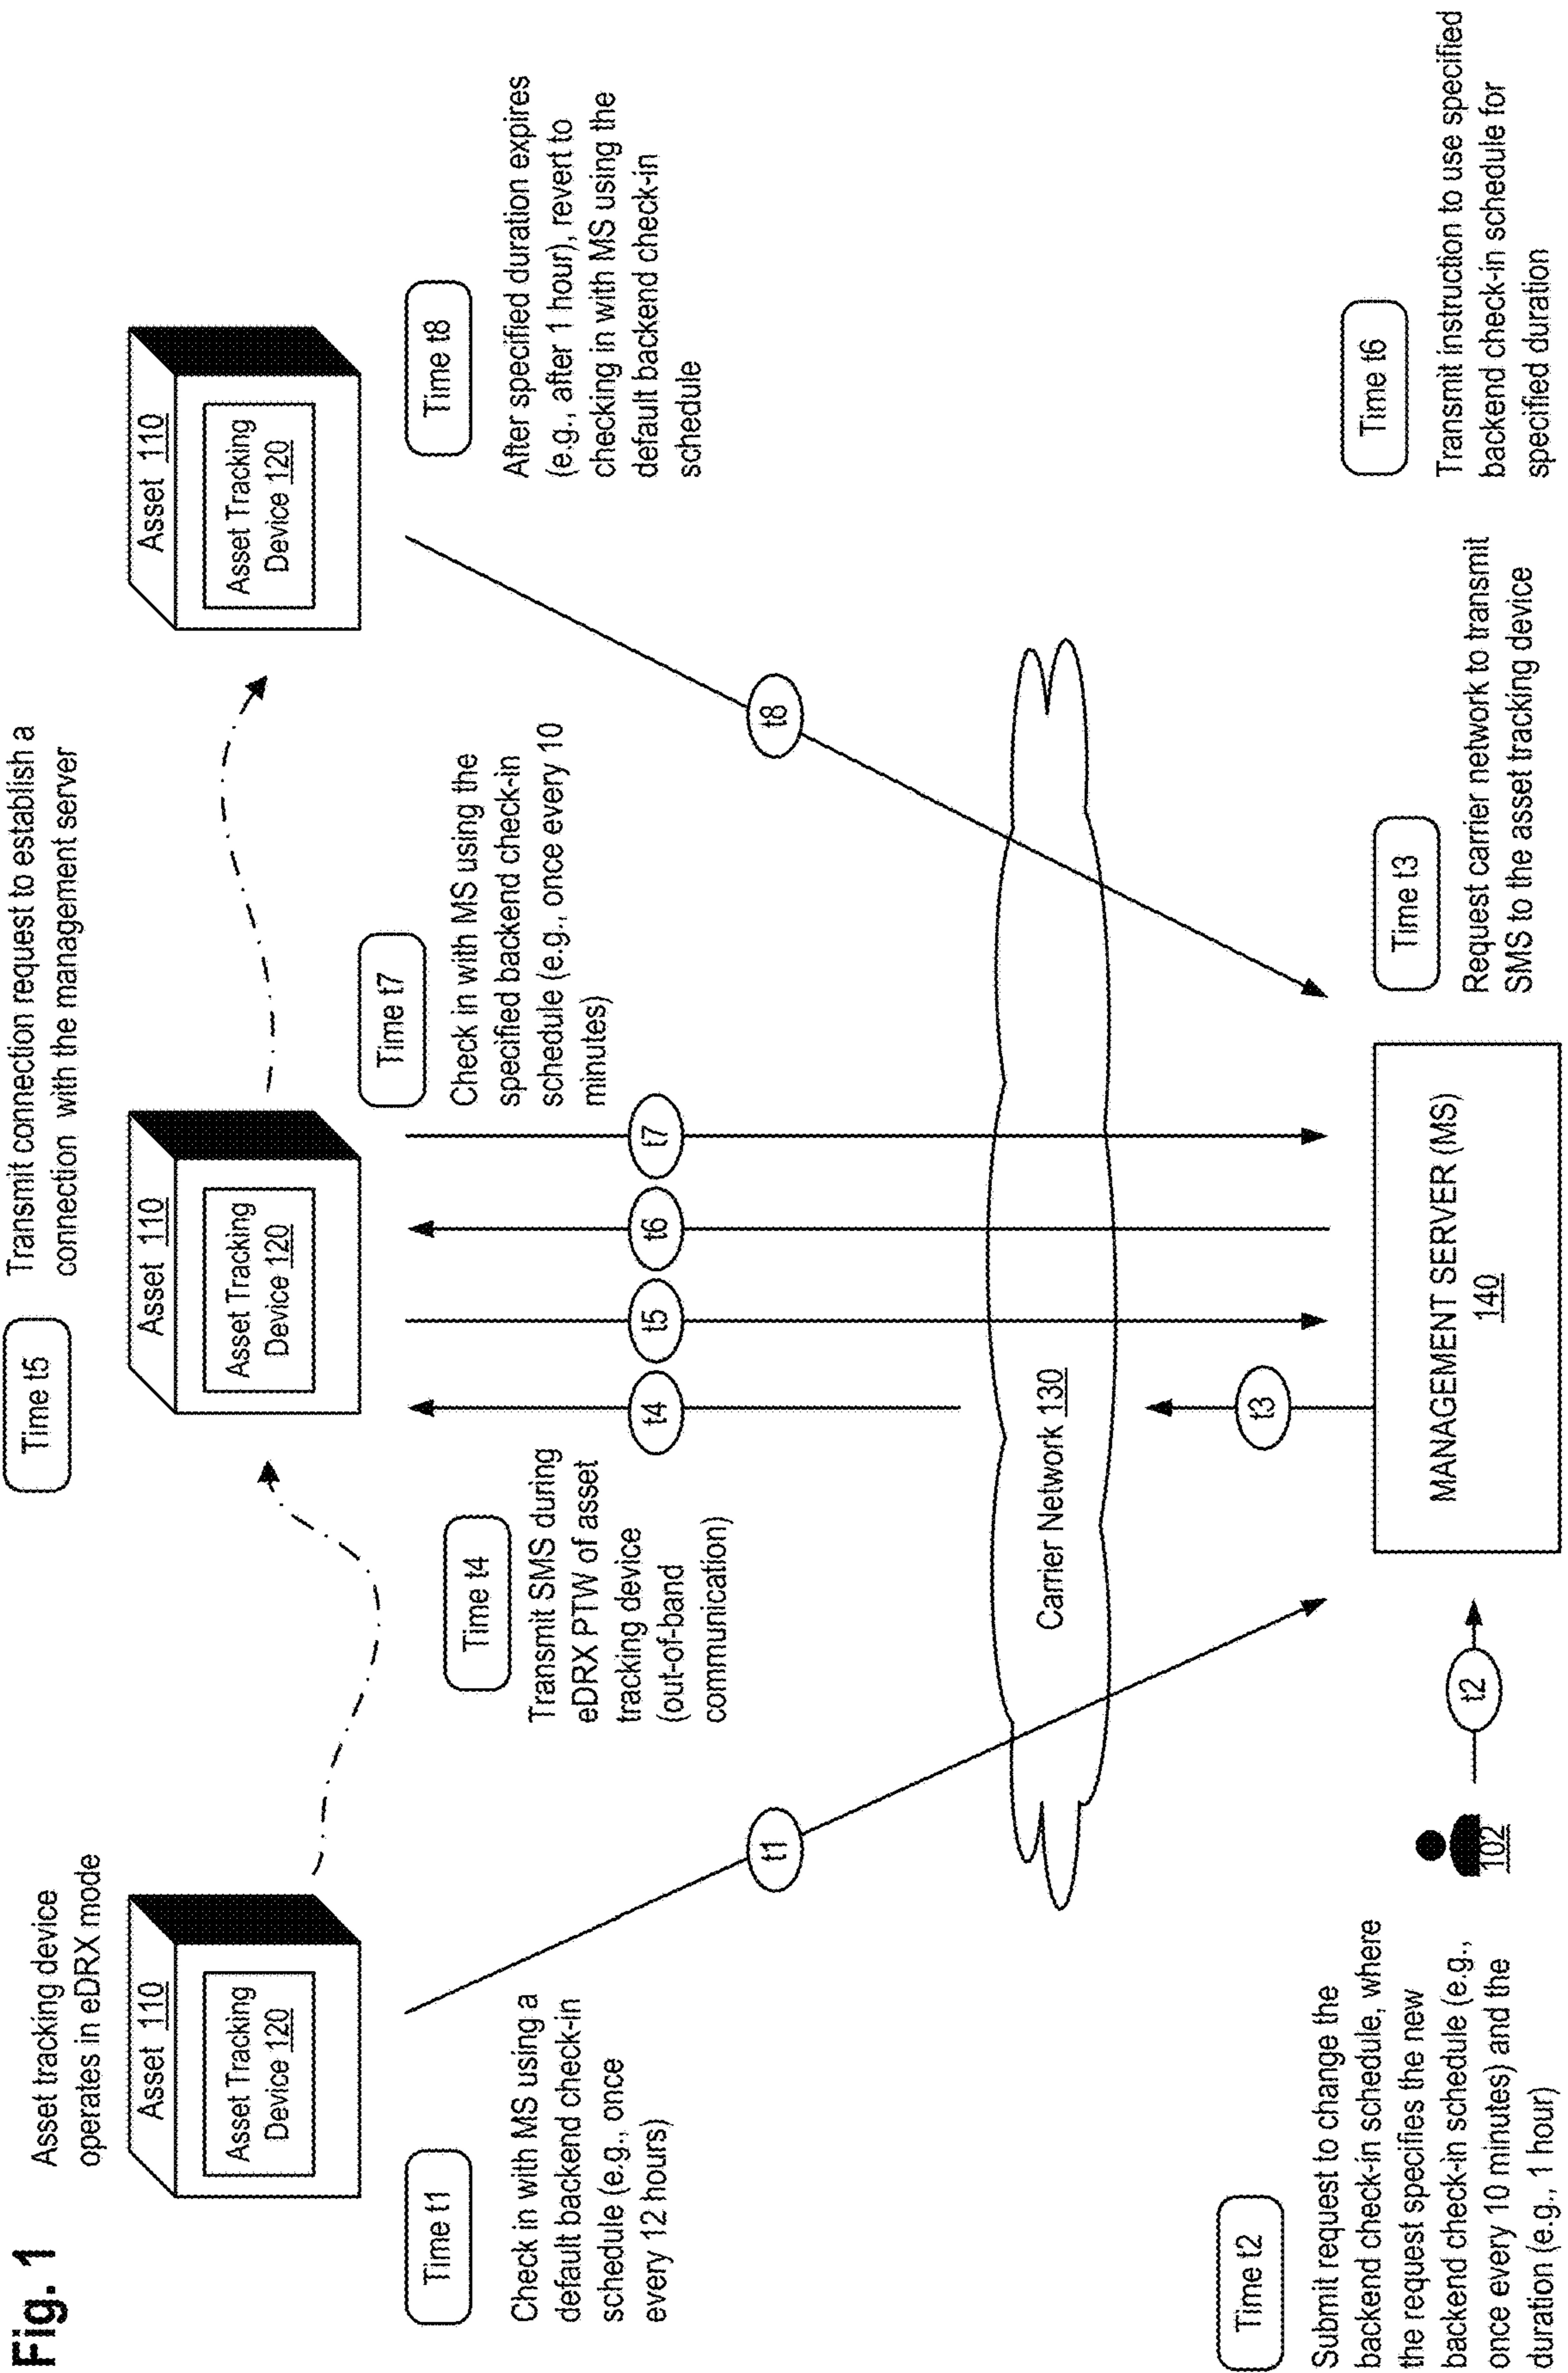 Fig. 1
Asset tracking device
operates in eDRX mode
Asset 110
Asset Tracking
Device 120
Time t1
Check in with MS using a
default backend check-in
schedule (e.g., once
every 12 hours)
t1
Time t2
Submit request to change the
backend check-in schedule, where
the request specifies the new
backend check-in schedule (e.g.,
once every 10 minutes) and the
duration (e.g., 1 hour)
102
t2
MANAGEMENT SERVER (MS)
140
Time t3
Request carrier network to transmit
SMS to the asset tracking device
t3
Carrier Network 130
Time t4
Transmit SMS during
eDRX PTW of asset
tracking device
(out-of-band
communication)
t4
Time t5
Transmit connection request to establish a
connection with the management server
Asset 110
Asset Tracking
Device 120
t5
t6
t7
Time t6
Transmit instruction to use specified
backend check-in schedule for
specified duration
Time t7
Check in with MS using the
specified backend check-in
schedule (e.g., once every 10
minutes)
Asset 110
Asset Tracking
Device 120
t8
Time t8
After specified duration expires
(e.g., after 1 hour), revert to
checking in with MS using the
default backend check-in
schedule